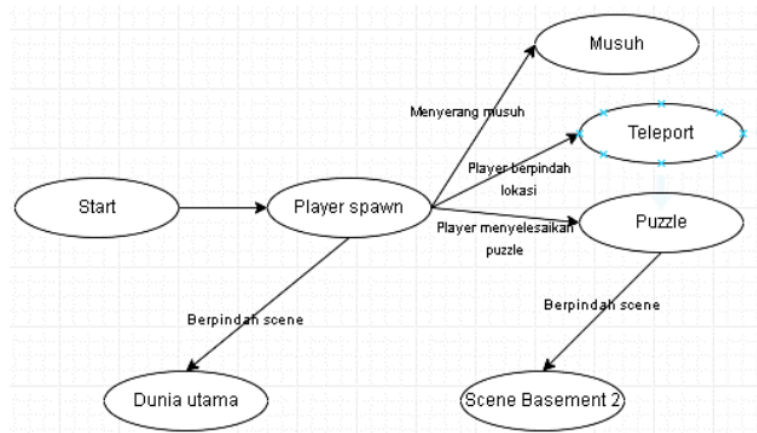 Musuh
Menyerang musuh
Teleport
Player berpindah
lokasi
Start
Player spawn
Player menyelesaikan
puzzle
Puzzle
Berpindah scene
Berpindah scene
Dunia utama
Scene Basement 2